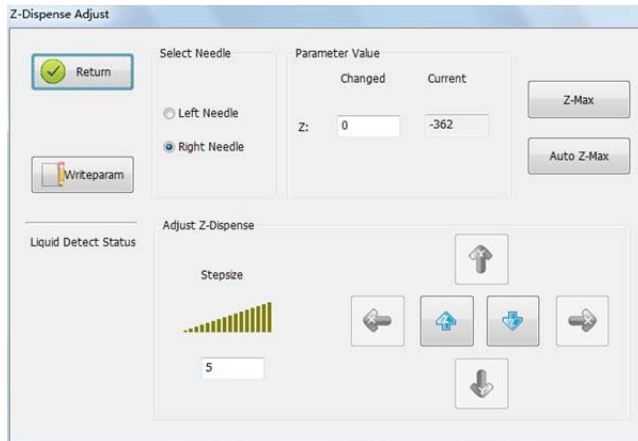 Z-Dispense Adjust
Return
Writeparam
Liquid Detect Status
Select Needle
Left Needle
Right Needle
Parameter Value
Changed Current
Z: 0 -362
Z-Max
Auto Z-Max
Adjust Z-Dispense
Stepsize
5
Y
X Z Z X
Y